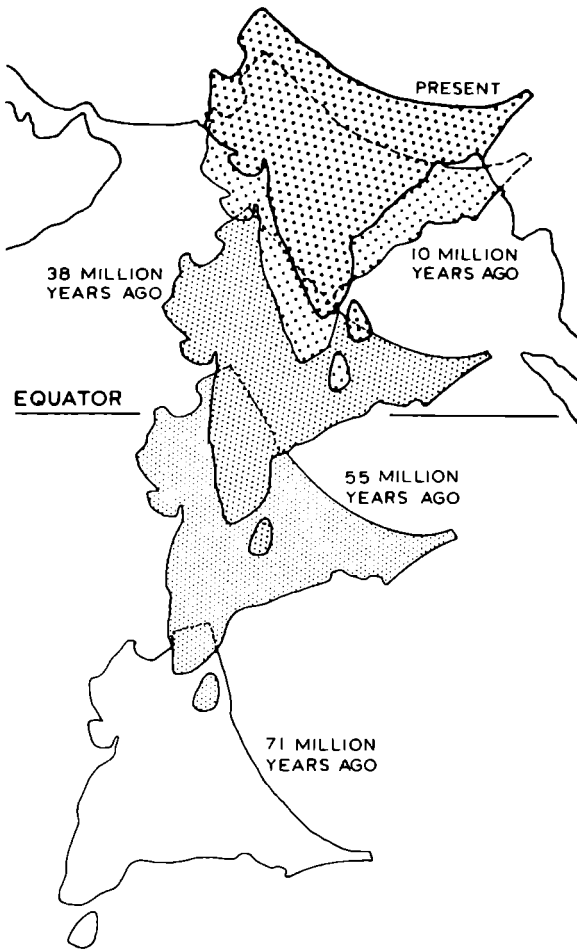 PRESENT
10 MILLION
YEARS AGO
38 MILLION
YEARS AGO
EQUATOR
55 MILLION
YEARS AGO
71 MILLION
YEARS AGO